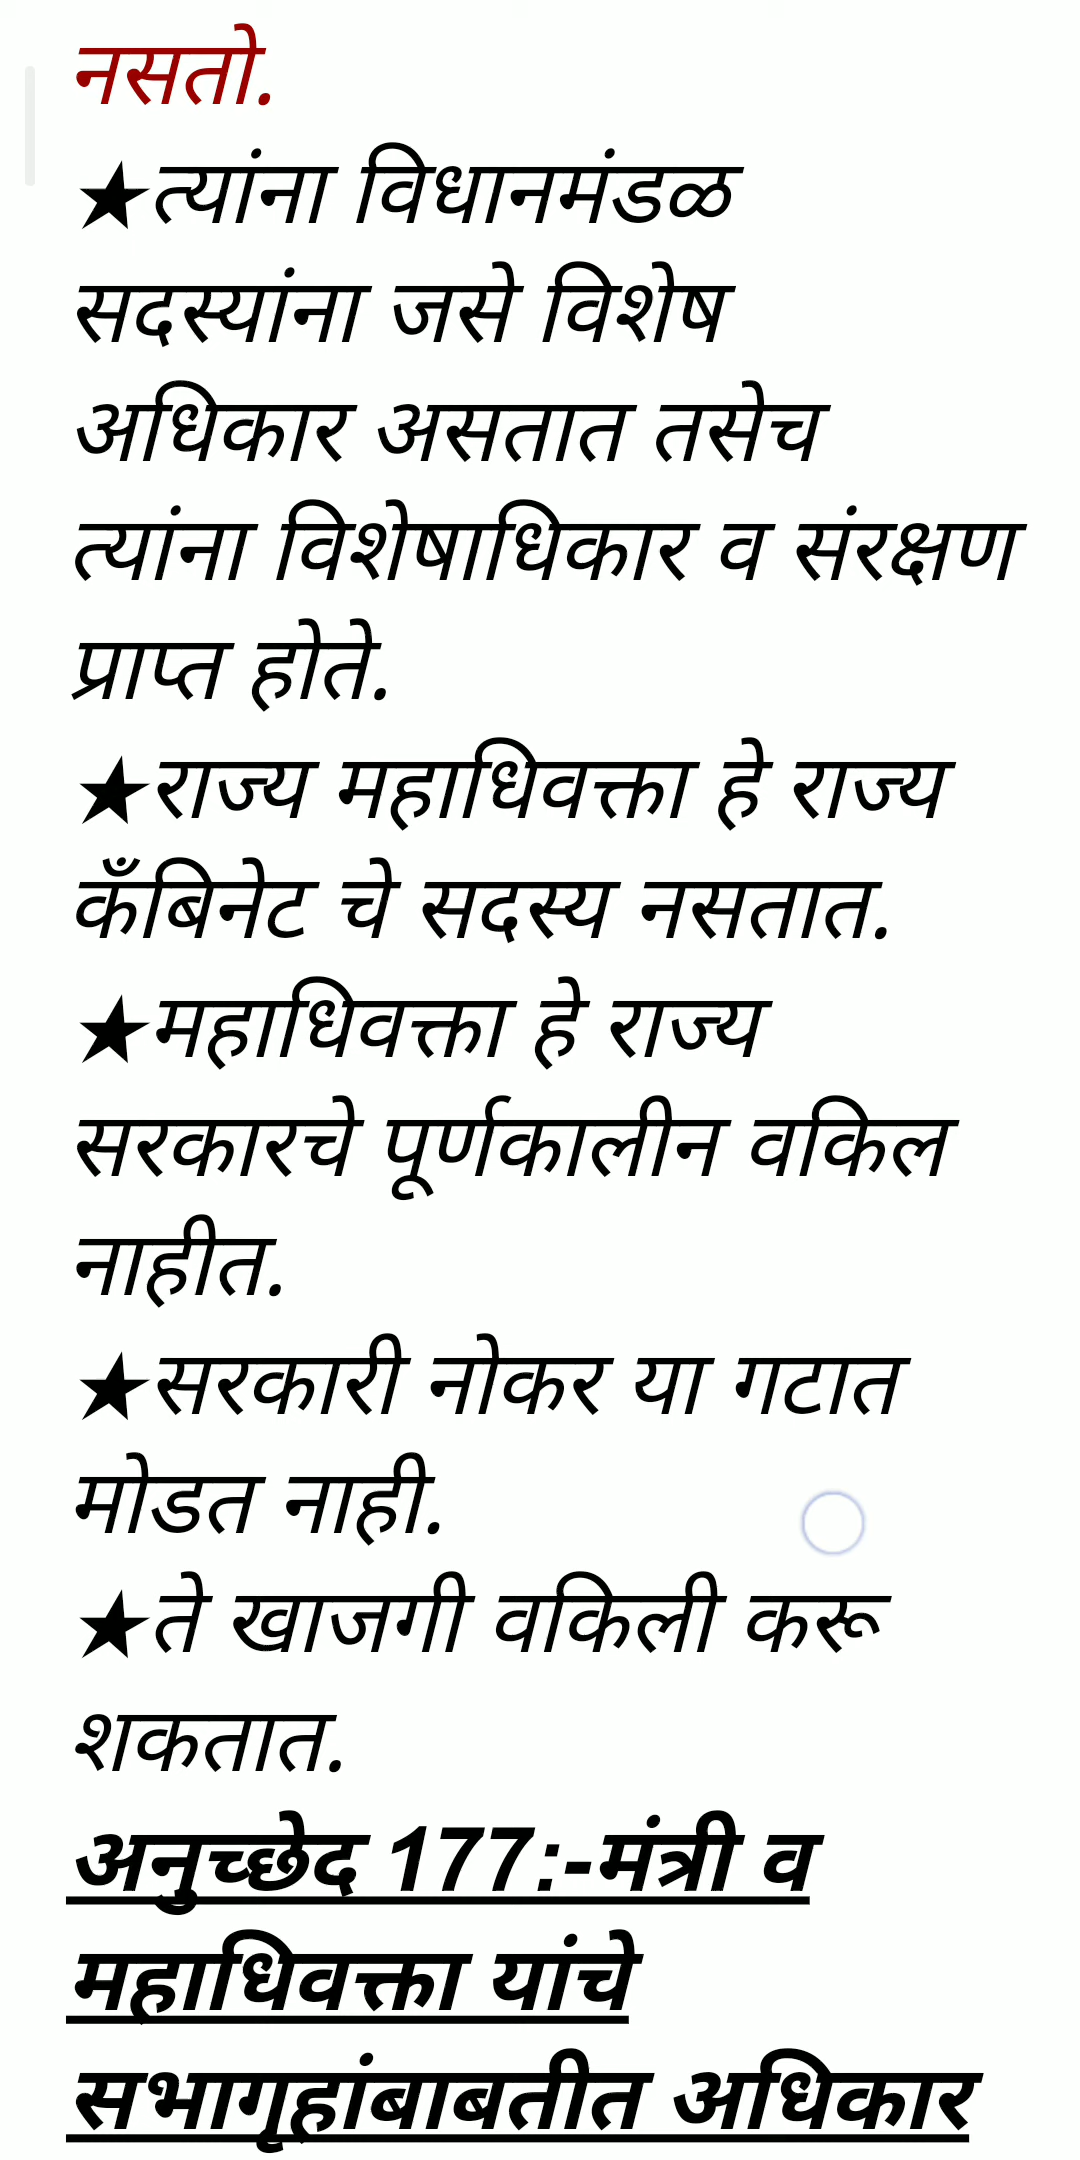 नसतो.
★त्यांना विधानमंडळ
सदस्यांना जसे विशेष
अधिकार असतात तसेच
त्यांना विशेषाधिकार व संरक्षण
प्राप्त होते.
★राज्य महाधिवक्ता हे राज्य
कँबिनेट चे सदस्य नसतात.
★महाधिवक्ता हे राज्य
सरकारचे पूर्णकालीन वकिल
नाहीत.
★सरकारी नोकर या गटात
मोडत नाही.
★ते खाजगी वकिली करू
शकतात.
अनुच्छेद 177:-मंत्री व
महाधिवक्ता यांचे
सभागृहांबाबतीत अधिकार